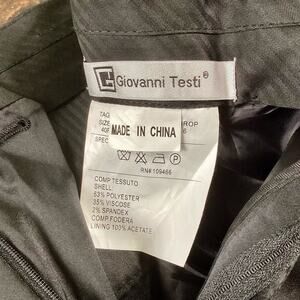 Giovanni Testi®
TAG
SIZE ROP
40R MADE IN CHINA 6
SPEC
RN# 109466
COMP.TESSUTO
SHELL:
63% POLYESTER
35% VISCOSE
2% SPANDEX
COMP.FODERA
LINING 100% ACETATE